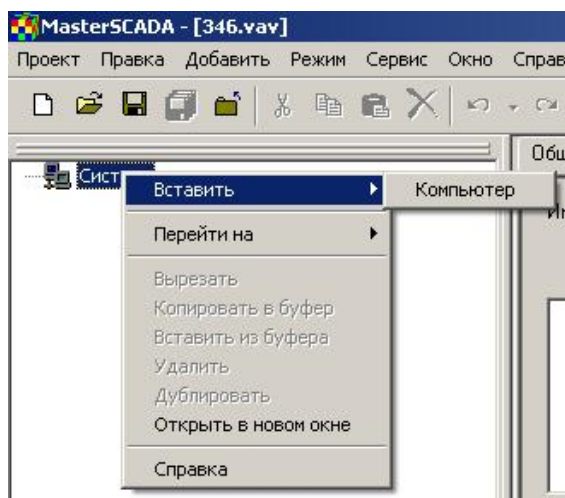 MasterSCADA - [346.vav]
Проект Правка Добавить Режим Сервис Окно Справ
Общ
Сист
Вставить
Компьютер
Перейти на
Вырезать
Копировать в буфер
Вставить из буфера
Удалить
Дублировать
Открыть в новом окне
Справка